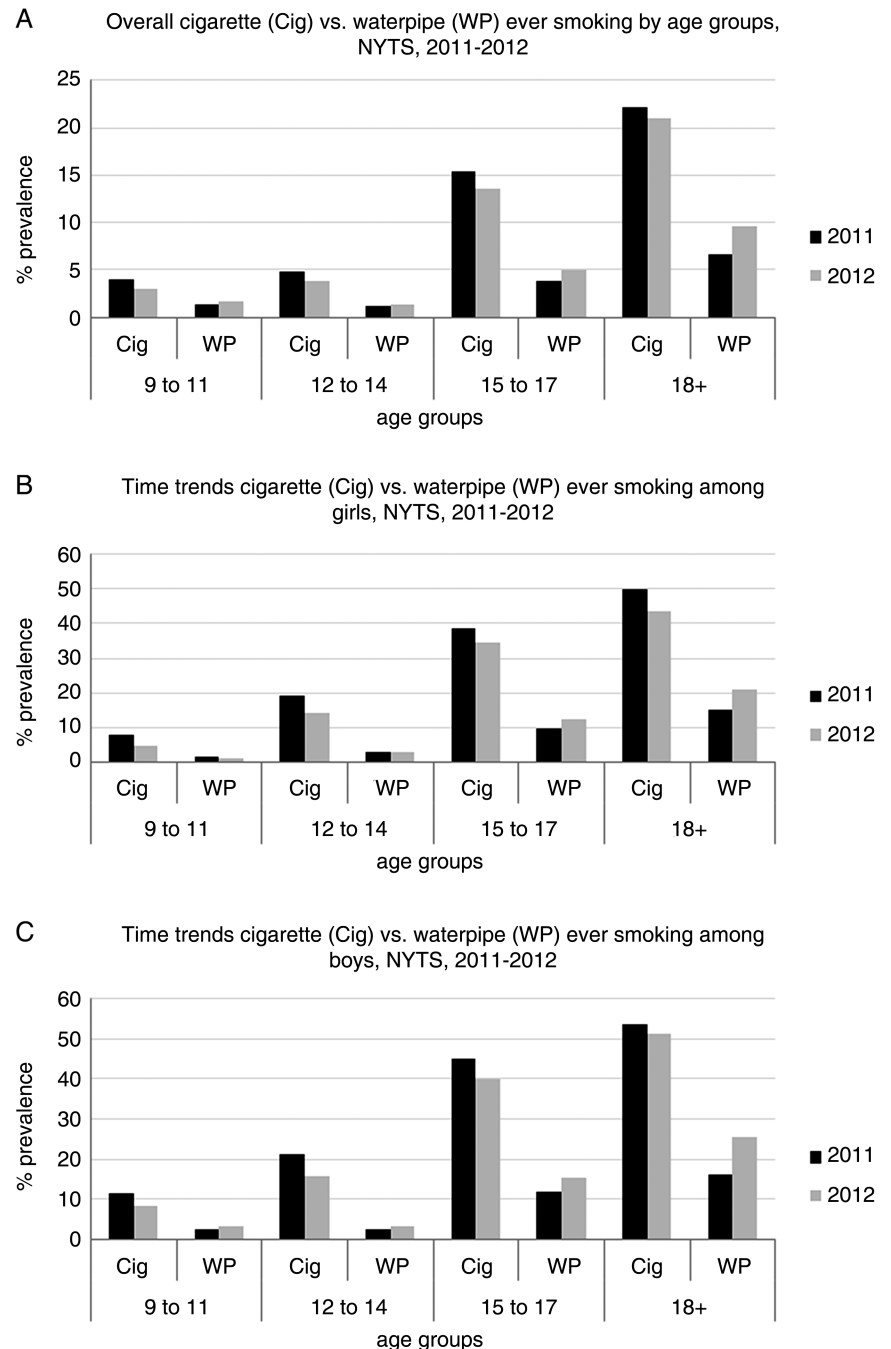 A
Overall cigarette (Cig) vs. waterpipe (WP) ever smoking by age groups,
NYTS, 2011-2012
25
20
15
10
5
0
% prevalence
Cig WP Cig WP Cig WP Cig WP
9 to 11 12 to 14 15 to 17 18+
age groups
2011
2012
B
Time trends cigarette (Cig) vs. waterpipe (WP) ever smoking among
girls, NYTS, 2011-2012
60
50
40
30
20
10
0
% prevalence
Cig WP Cig WP Cig WP Cig WP
9 to 11 12 to 14 15 to 17 18+
age groups
2011
2012
C
Time trends cigarette (Cig) vs. waterpipe (WP) ever smoking among
boys, NYTS, 2011-2012
60
50
40
30
20
10
0
% prevalence
Cig WP Cig WP Cig WP Cig WP
9 to 11 12 to 14 15 to 17 18+
age groups
2011
2012